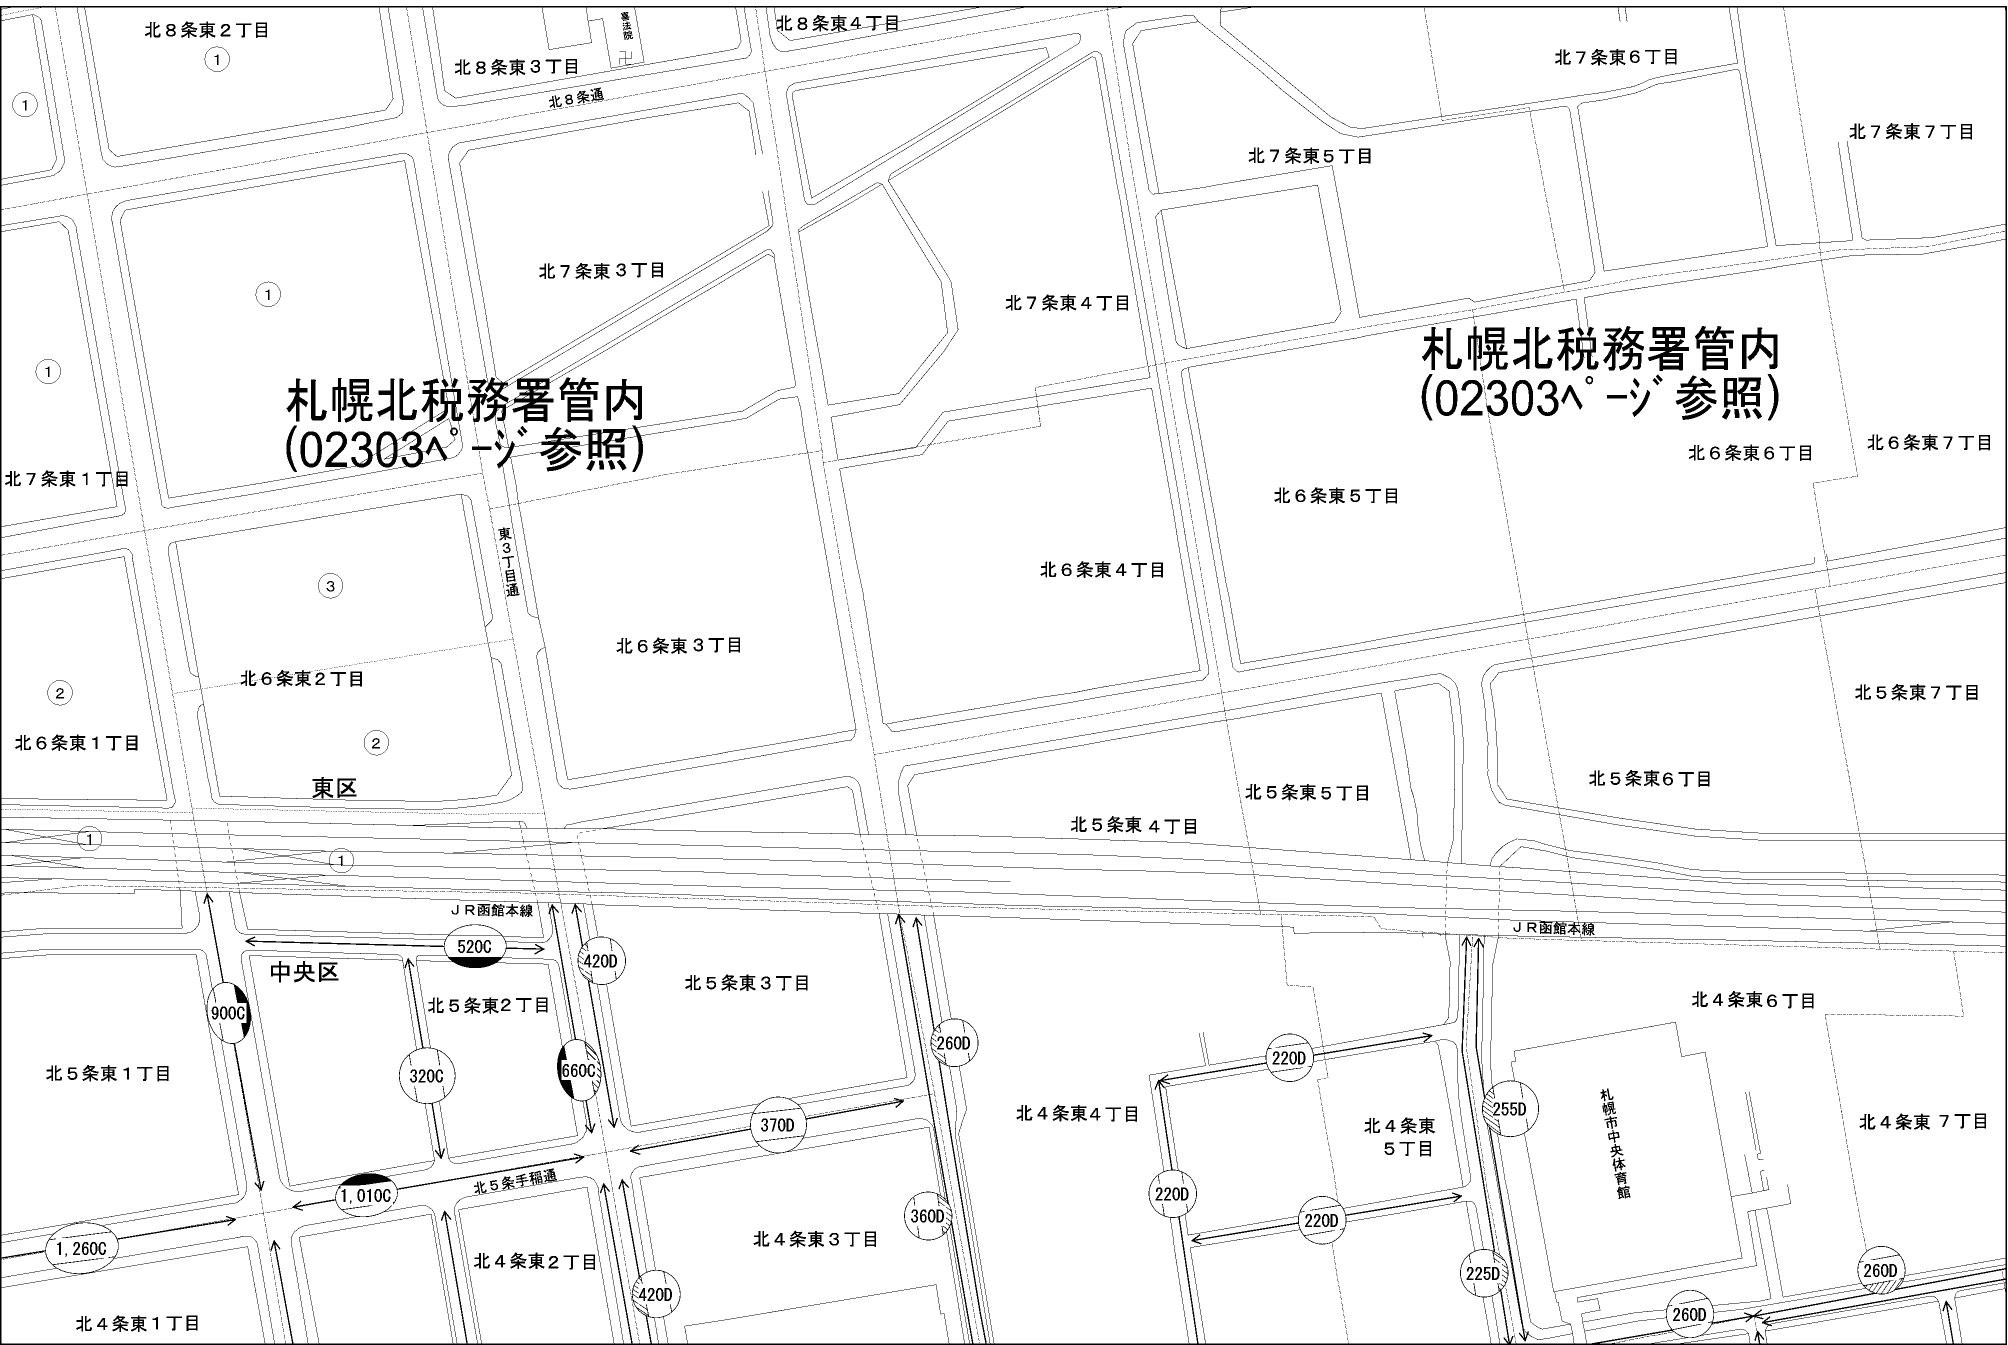 北８条東２丁目
①
①
北８条東３丁目
嘉法院
卍
北８条東４丁目
北８条通
北７条東６丁目
北７条東５丁目
北７条東７丁目
①
北７条東３丁目
北７条東４丁目
①
札幌北税務署管内
(02303ﾍﾟｰｼﾞ参照)
札幌北税務署管内
(02303ﾍﾟｰｼﾞ参照)
北７条東１丁目
北６条東５丁目
北６条東６丁目
北６条東７丁目
東３丁目通
③
北６条東４丁目
北６条東３丁目
北６条東２丁目
②
北６条東１丁目
②
東区
北５条東７丁目
北５条東６丁目
北５条東５丁目
北５条東４丁目
①
①
ＪＲ函館本線
ＪＲ函館本線
520C
中央区
420D
北５条東３丁目
北５条東２丁目
900C
北４条東６丁目
260D
220D
北５条東１丁目
320C
660C
370D
北４条東４丁目
北４条東
５丁目
255D
札幌市中央体育館
北４条東７丁目
北５条手稲通
1,010C
220D
360D
220D
1,260C
北４条東２丁目
北４条東３丁目
225D
260D
420D
北４条東１丁目
260D